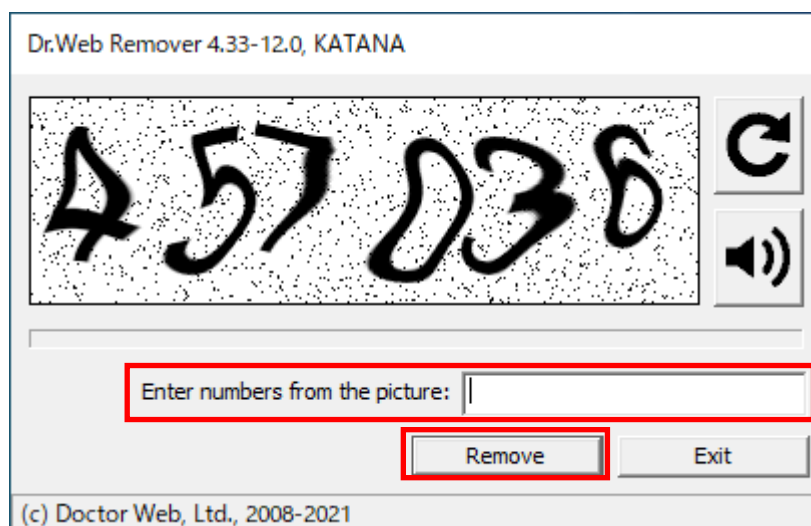 Dr.Web Remover 4.33-12.0, KATANA
457036
Enter numbers from the picture:
Remove Exit
(c) Doctor Web, Ltd., 2008-2021